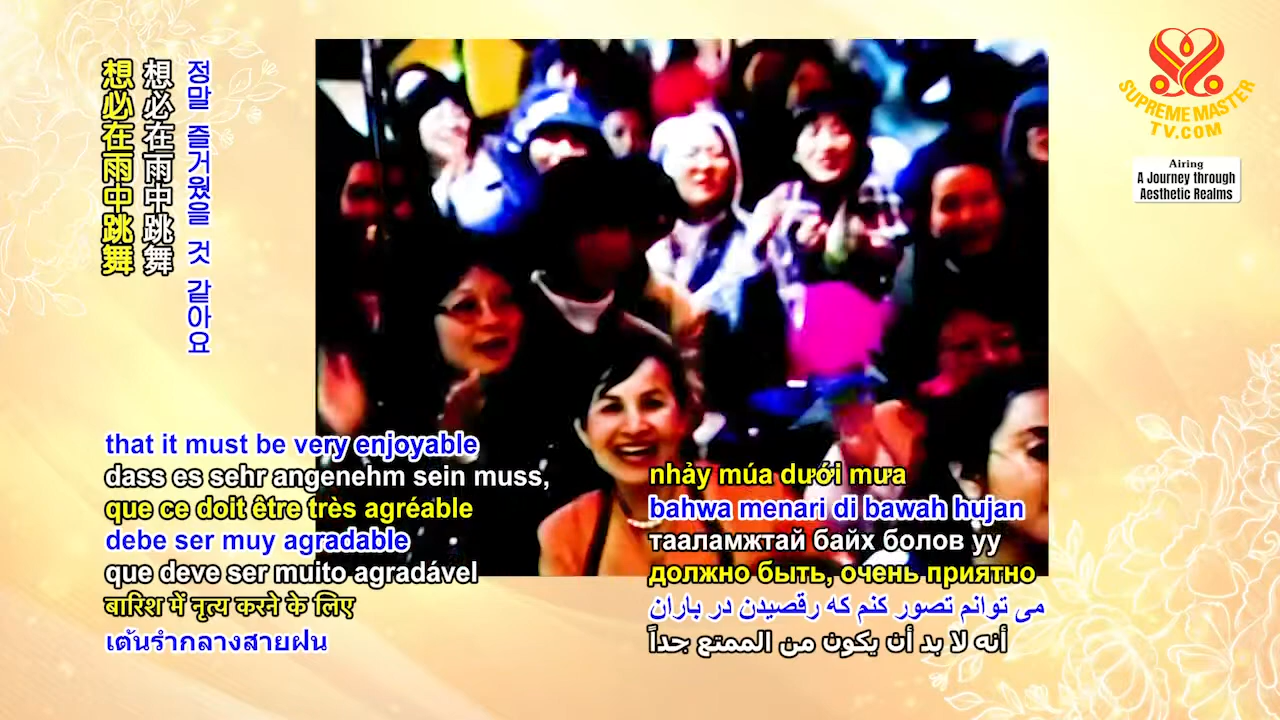 想必在雨中跳舞
想必在雨中跳舞
정말 즐거웠을 것 같아요
SUPREME MASTER
TV.COM
Airing
A Journey through
Aesthetic Realms
that it must be very enjoyable
dass es sehr angenehm sein muss,
que ce doit être très agréable
debe ser muy agradable
que deve ser muito agradável
बारिश में नृत्य करने के लिए
เต้นรำกลางสายฝน
nhảy múa dưới mưa
bahwa menari di bawah hujan
тааламжтай байх болов уу
должно быть, очень приятно
می توانم تصور کنم که رقصیدن در باران
أنه لا بد أن يكون من الممتع جداً